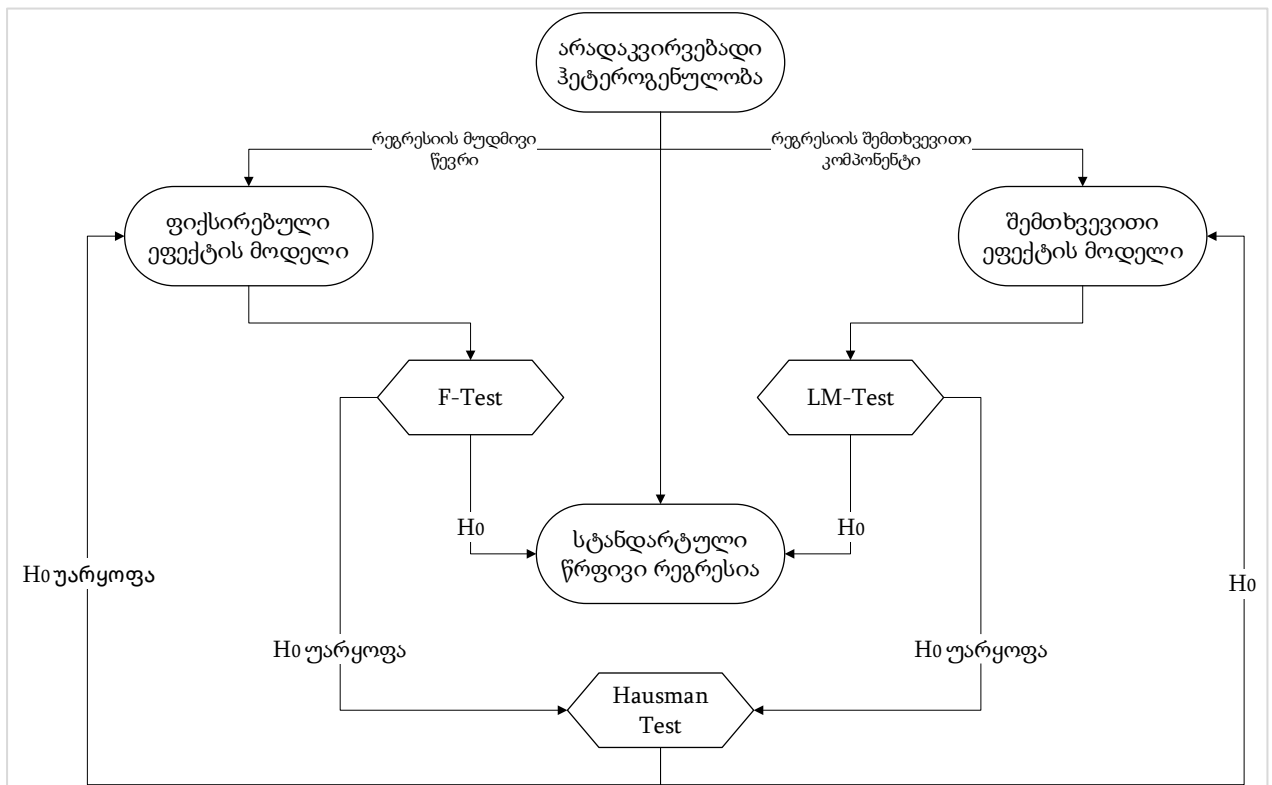 არადაკვირვებადი
ჰეტეროგენულობა
რეგრესიის მუდმივი
წევრი
რეგრესიის შემთხვევითი
კომპონენტი
ფიქსირებული
ეფექტის მოდელი
შემთხვევითი
ეფექტის მოდელი
F-Test
LM-Test
H0
H0
სტანდარტული
წრფივი რეგრესია
H0 უარყოფა
H0
H0 უარყოფა
H0 უარყოფა
Hausman
Test